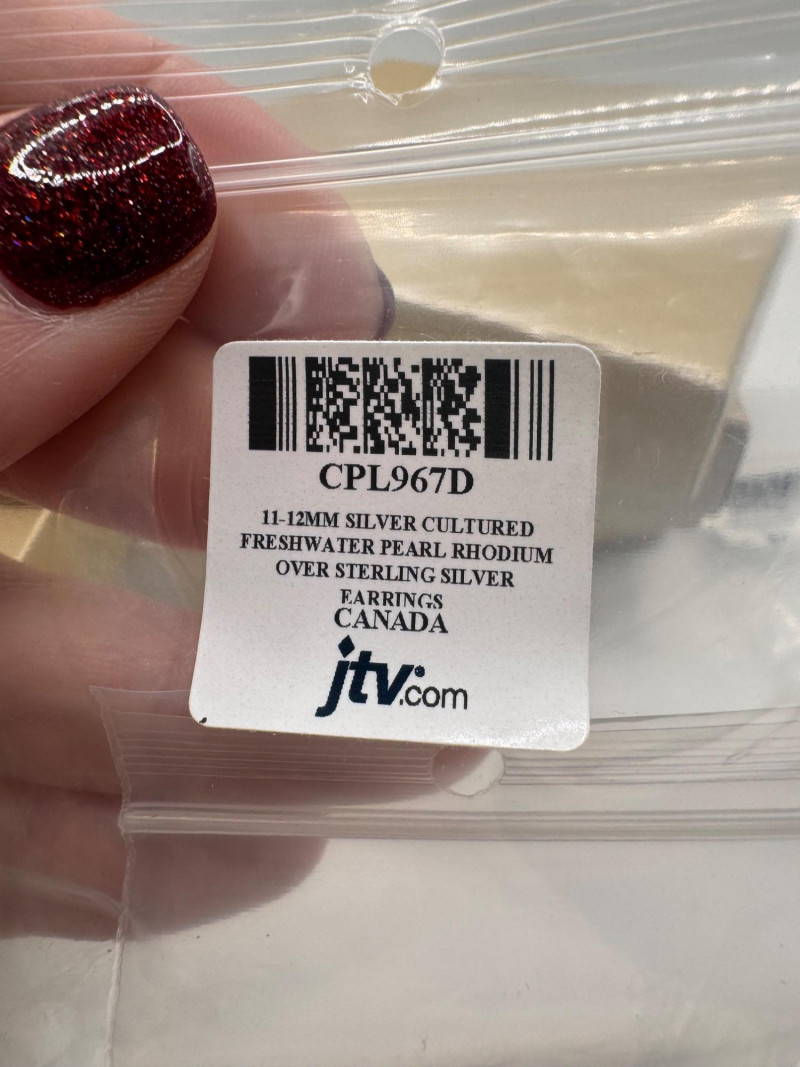 CPL967D
11-12MM SILVER CULTURED
FRESHWATER PEARL RHODIUM
OVER STERLING SILVER
EARRINGS
CANADA
jtv.com